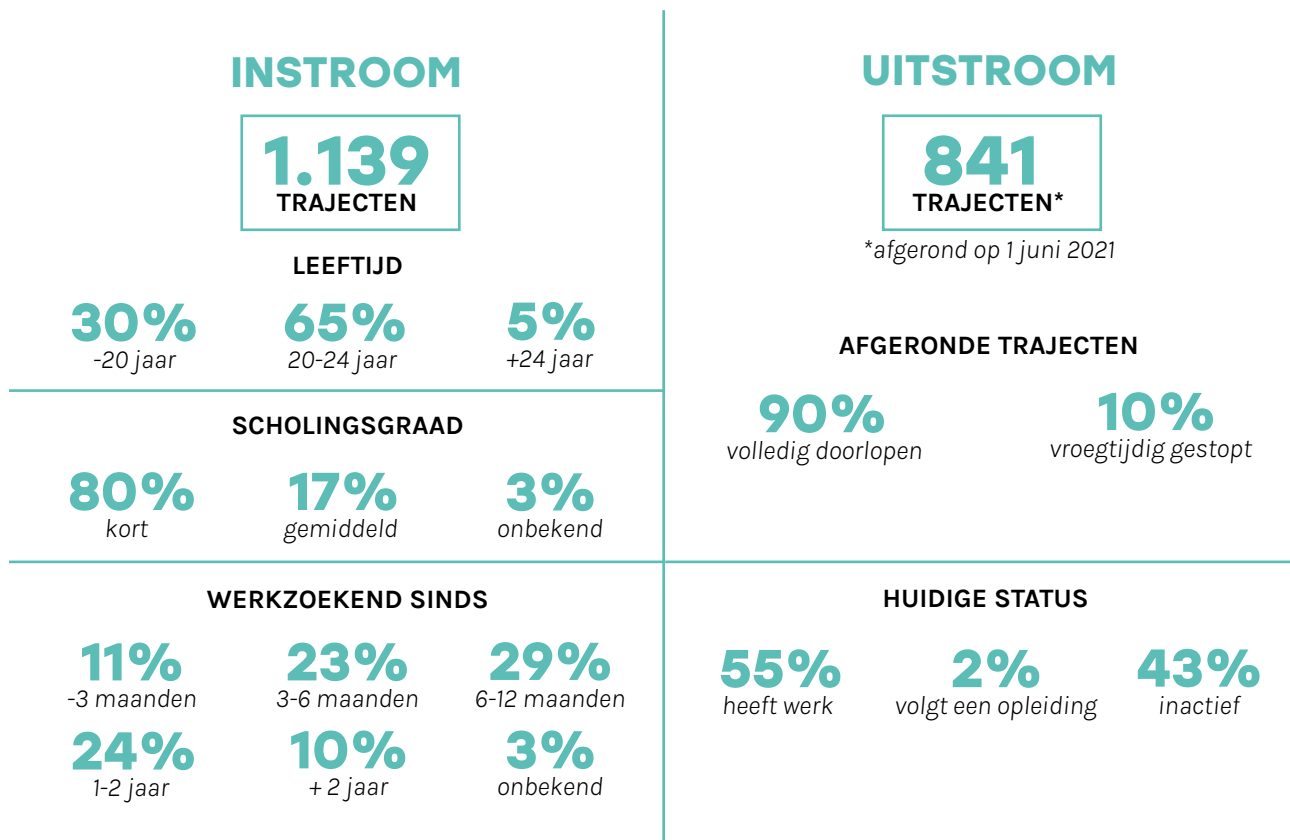 INSTROOM
1.139
TRAJECTEN
LEEFTIJD
30% 65% 5%
-20 jaar 20-24 jaar +24 jaar
SCHOLINGSGRAAD
80% 17% 3%
kort gemiddeld onbekend
WERKZOEKEND SINDS
11% 23% 29%
-3 maanden 3-6 maanden 6-12 maanden
24% 10% 3%
1-2 jaar + 2 jaar onbekend
UITSTROOM
841
TRAJECTEN*
*afgerond op 1 juni 2021
AFGERONDE TRAJECTEN
90% 10%
volledig doorlopen vroegtijdig gestopt
HUIDIGE STATUS
55% 2% 43%
heeft werk volgt een opleiding inactief